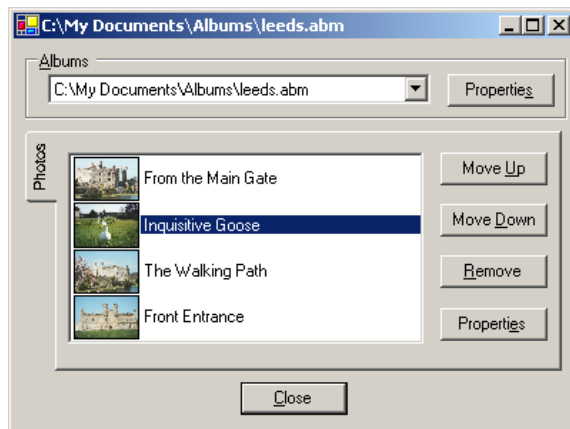 C:\My Documents\Albums\leeds.abm
Albums
C:\My Documents\Albums\leeds.abm
Properties
Photos
From the Main Gate
Move Up
Inquisitive Goose
Move Down
The Walking Path
Remove
Front Entrance
Properties
Close